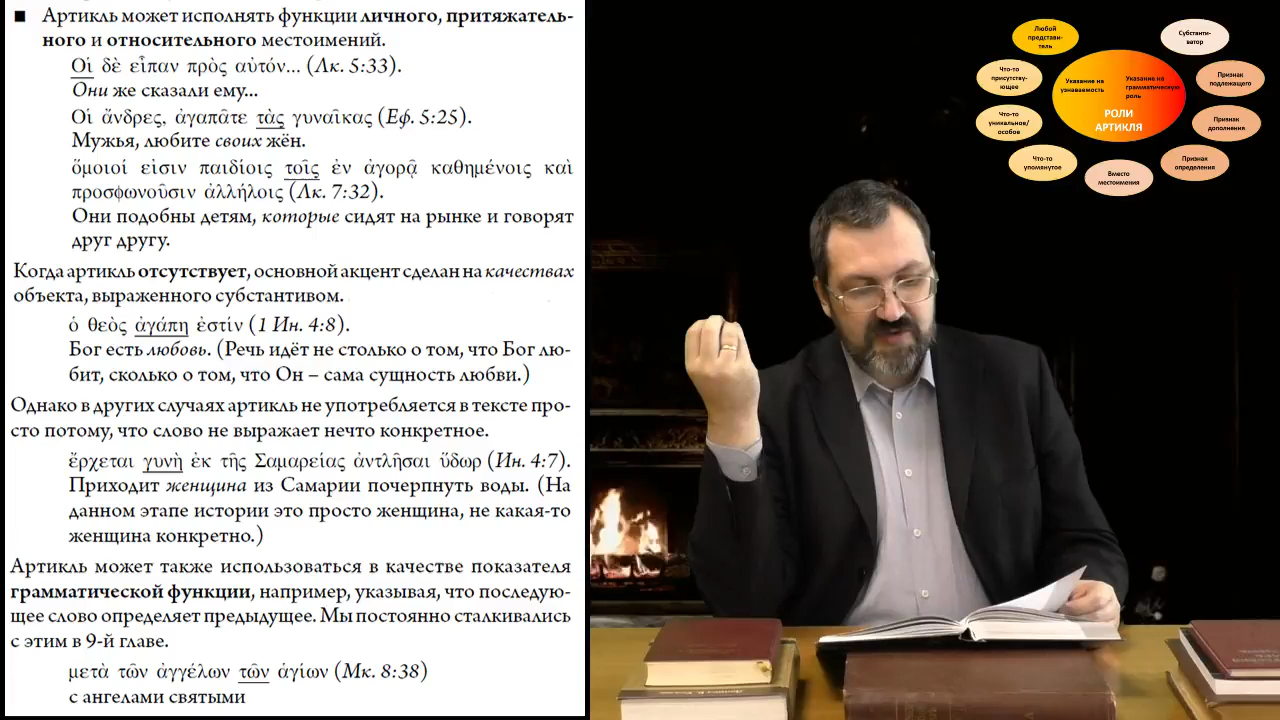 Артикль может исполнять функции личного, притяжатель-
ного и относительного местоимений.
Οἱ δὲ εἶπαν πρὸς αὐτόν... (Лк. 5:33).
Они же сказали ему...
Οἱ ἄνδρες, ἀγαπᾶτε τὰς γυναῖκας (Еф. 5:25).
Мужья, любите своих жён.
ὅμοιοί εἰσιν παιδίοις τοῖς ἐν ἀγορᾷ καθημένοις καὶ
προσφωνοῦσιν ἀλλήλοις (Лк. 7:32).
Они подобны детям, которые сидят на рынке и говорят
друг другу.
Когда артикль отсутствует, основной акцент сделан на качествах
объекта, выраженного субстантивом.
ὁ θεὸς ἀγάπη ἐστίν (1 Ин. 4:8).
Бог есть любовь. (Речь идёт не столько о том, что Бог лю-
бит, сколько о том, что Он – сама сущность любви.)
Однако в других случаях артикль не употребляется в тексте про-
сто потому, что слово не выражает нечто конкретное.
ἔρχεται γυνὴ ἐκ τῆς Σαμαρείας ἀντλῆσαι ὕδωρ (Ин. 4:7).
Приходит женщина из Самарии почерпнуть воды. (На
данном этапе истории это просто женщина, не какая-то
женщина конкретно.)
Артикль может также использоваться в качестве показателя
грамматической функции, например, указывая, что последую-
щее слово определяет предыдущее. Мы постоянно сталкивались
с этим в 9-й главе.
μετὰ τῶν ἀγγέλων τῶν ἁγίων (Мк. 8:38)
с ангелами святыми
Любой
представи-
тель
Что-то
присутству-
ющее
Что-то
уникальное/
особое
Что-то
упомянутое
Вместо
местоимения
Признак
определения
Признак
дополнения
Признак
подлежащего
Субстанти-
ватор
Указание на
узнаваемость
Указание на
грамматическую
роль
РОЛИ
АРТИКЛЯ